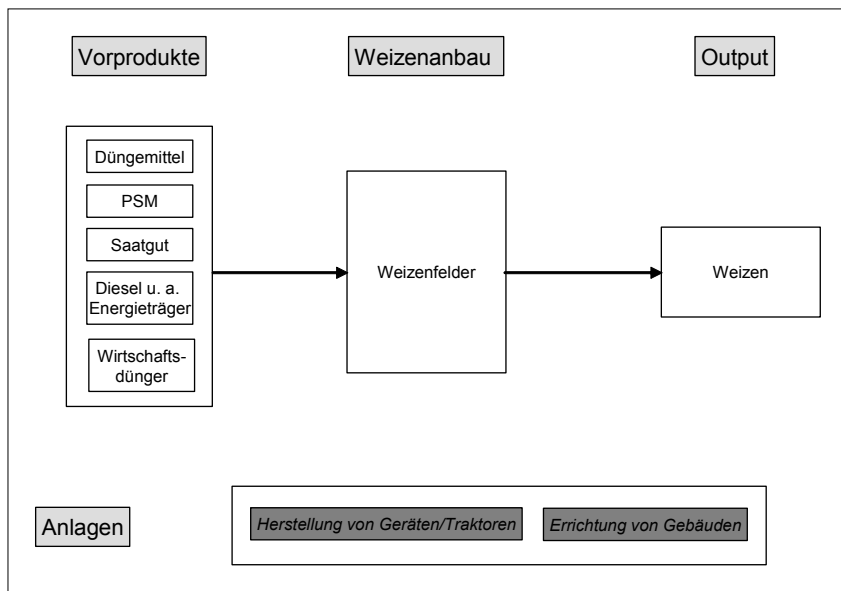 Vorprodukte
Weizenanbau
Output
Düngemittel
PSM
Saatgut
Diesel u. a.
Energieträger
Wirtschafts-
dünger
Weizenfelder
Weizen
Anlagen
Herstellung von Geräten/Traktoren
Errichtung von Gebäuden